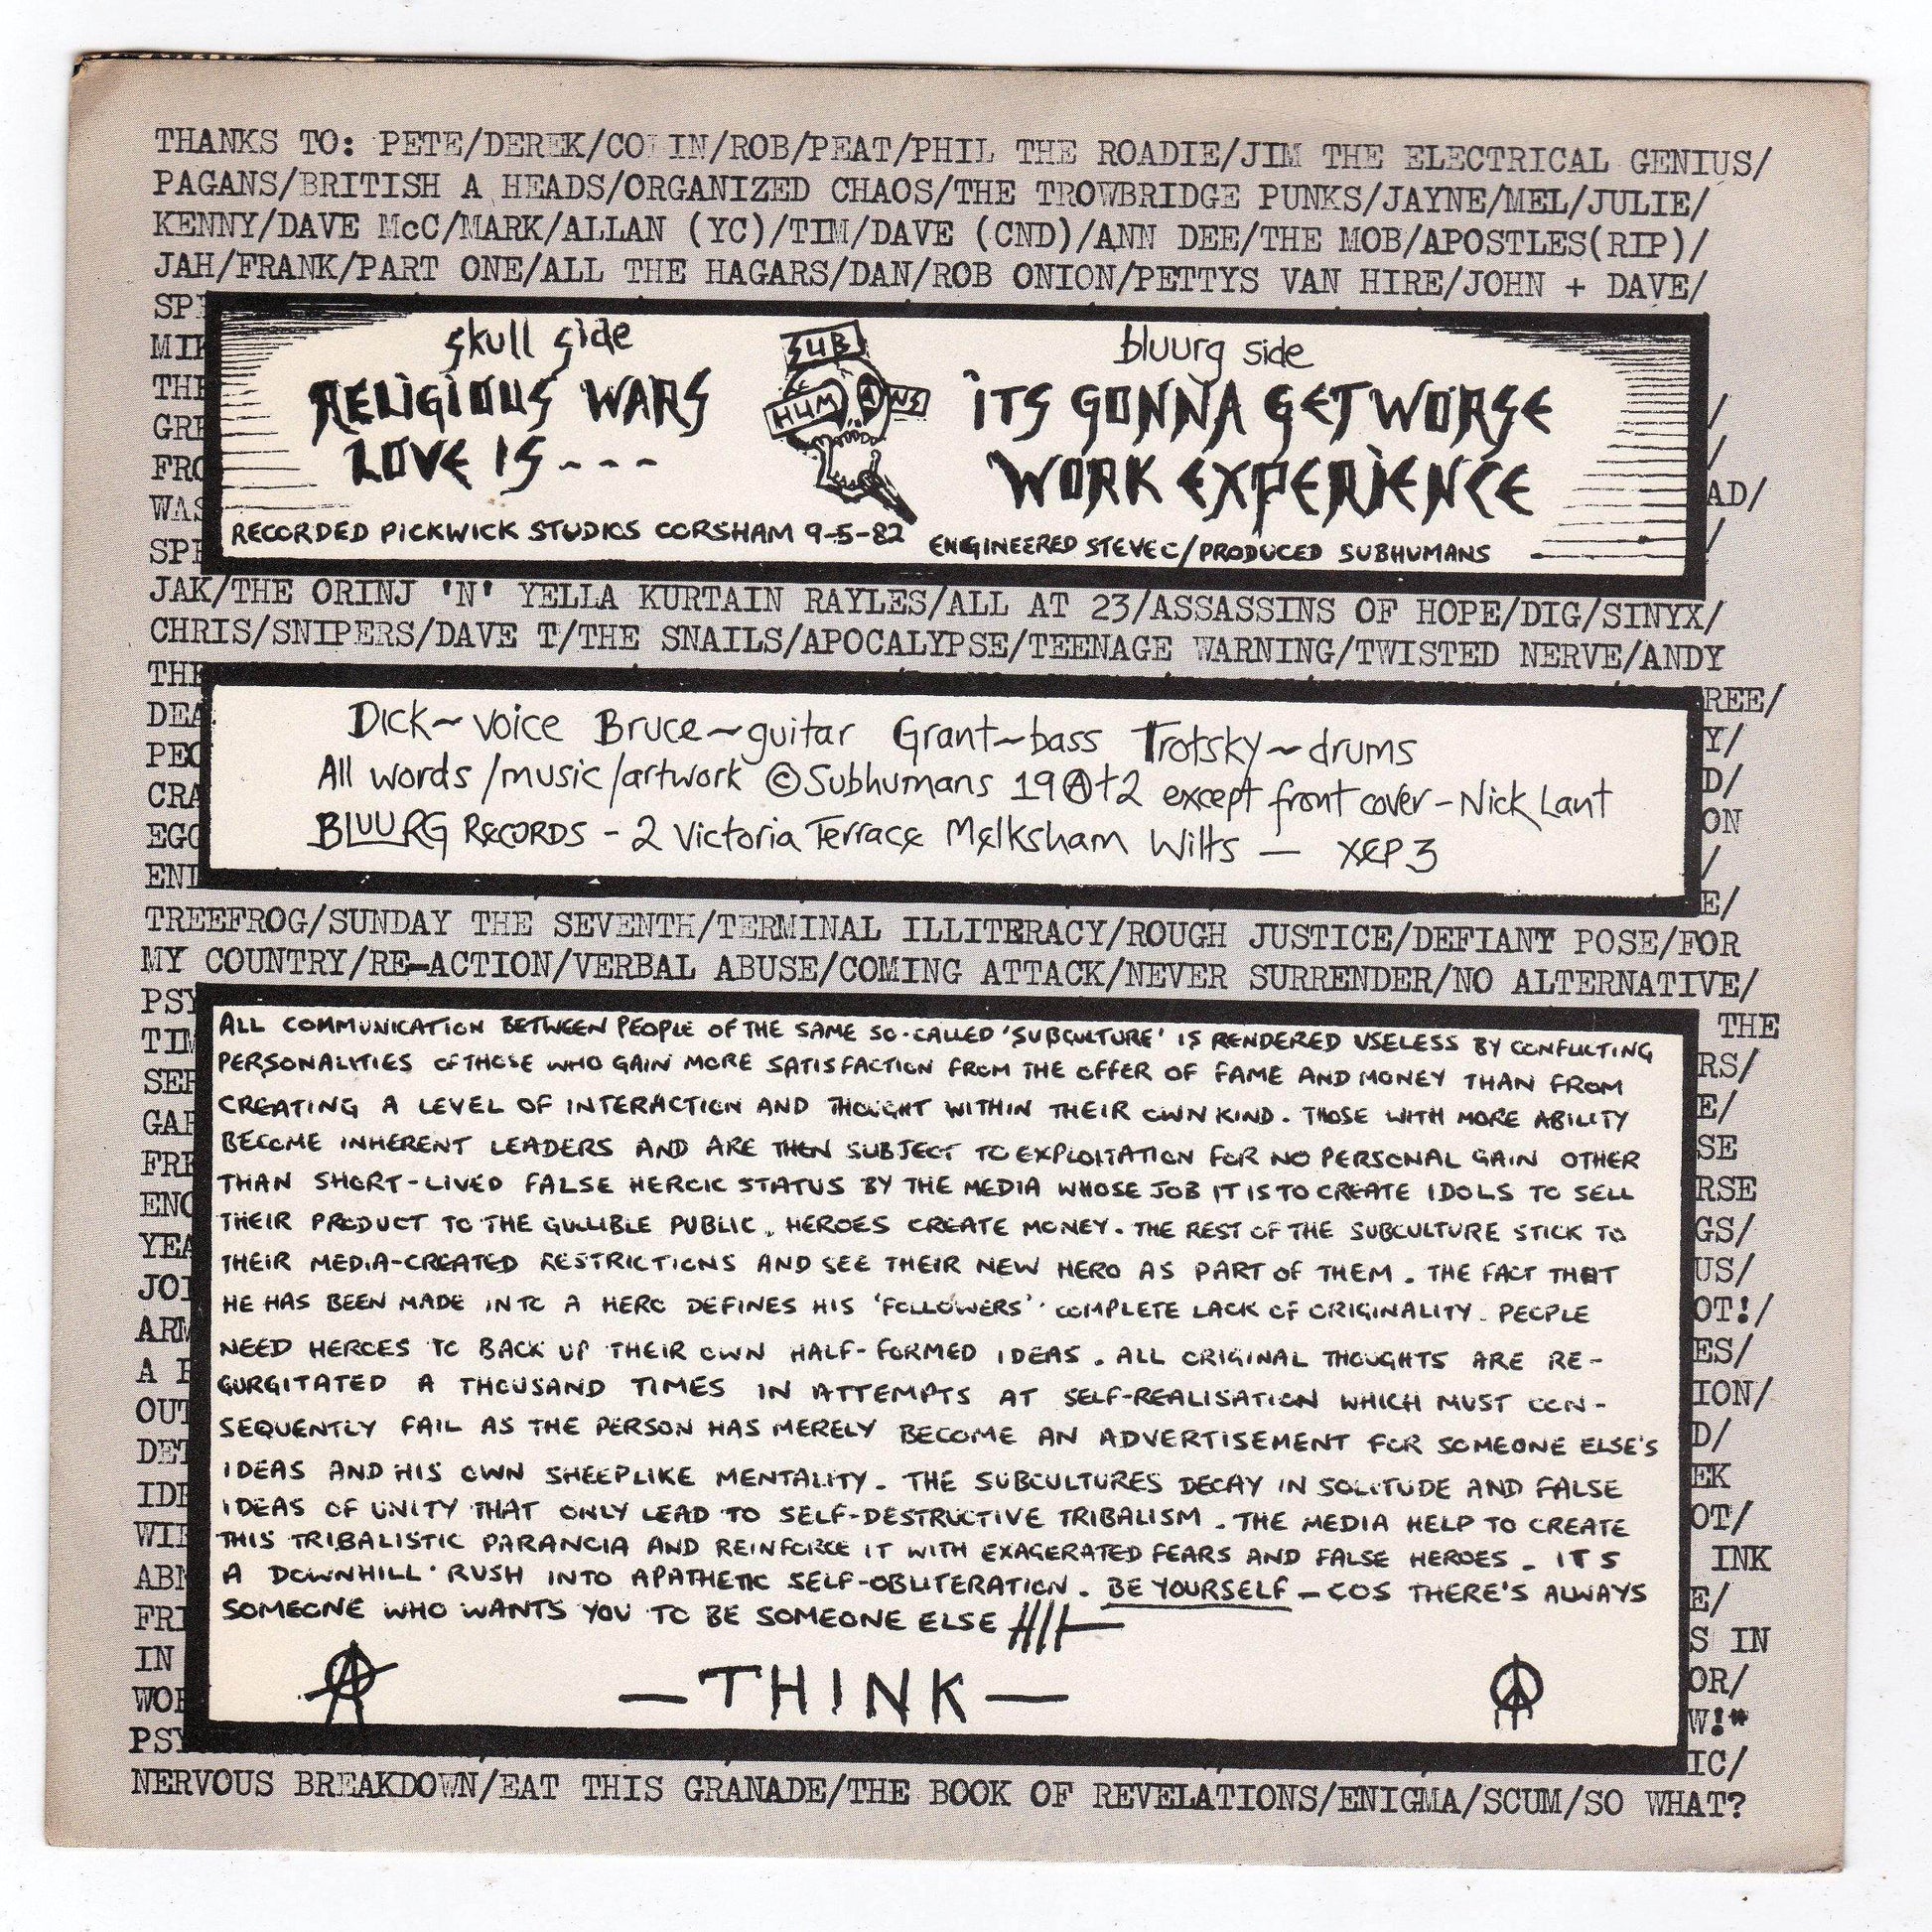 THANKS TO: PETE/DEREK/COLIN/ROB/PEAT/PHIL THE ROADIE/JIM THE ELECTRICAL GENIUS/
PAGANS/BRITISH A HEADS/ORGANIZED CHAOS/THE TROWBRIDGE PUNKS/JAYNE/MEL/JULIE/
KENNY/DAVE McC/MARK/ALLAN (YC)/TIM/DAVE (CND)/ANN DEE/THE MOB/APOSTLES(RIP)/
JAH/FRANK/PART ONE/ALL THE HAGARS/DAN/ROB ONION/PETTYS VAN HIRE/JOHN + DAVE/
skull side
RELIGIOUS WARS
LOVE IS - - -
SUB
HUM A NS
bluurg side
ITS GONNA GET WORSE
WORK EXPERIENCE
RECORDED PICKWICK STUDIOS CORSHAM 9-5-82
ENGINEERED STEVE C/PRODUCED SUBHUMANS
AD/
JAK/THE ORINJ 'N' YELLA KURTAIN RAYLES/ALL AT 23/ASSASSINS OF HOPE/DIG/SINYX/
CHRIS/SNIPERS/DAVE T/THE SNAILS/APOCALYPSE/TEENAGE WARNING/TWISTED NERVE/ANDY
THE REE/
Dick~voice Bruce~guitar Grant~bass Trotsky~drums
All words/music/artwork ©Subhumans 19Ⓐ†2 except front cover - Nick Lant
BLUURG RECORDS - 2 Victoria Terrace Melksham Wilts — XEP 3
TREEFROG/SUNDAY THE SEVENTH/TERMINAL ILLITERACY/ROUGH JUSTICE/DEFIANT POSE/FOR
MY COUNTRY/RE-ACTION/VERBAL ABUSE/COMING ATTACK/NEVER SURRENDER/NO ALTERNATIVE/
THE
ALL COMMUNICATION BETWEEN PEOPLE OF THE SAME SO-CALLED 'SUBCULTURE' IS RENDERED USELESS BY CONFLICTING
PERSONALITIES OF THOSE WHO GAIN MORE SATISFACTION FROM THE OFFER OF FAME AND MONEY THAN FROM
CREATING A LEVEL OF INTERACTION AND THOUGHT WITHIN THEIR OWN KIND. THOSE WITH MORE ABILITY
BECOME INHERENT LEADERS AND ARE THEN SUBJECT TO EXPLOITATION FOR NO PERSONAL GAIN OTHER
THAN SHORT-LIVED FALSE HEROIC STATUS BY THE MEDIA WHOSE JOB IT IS TO CREATE IDOLS TO SELL
THEIR PRODUCT TO THE GULLIBLE PUBLIC. HEROES CREATE MONEY. THE REST OF THE SUBCULTURE STICK TO
THEIR MEDIA-CREATED RESTRICTIONS AND SEE THEIR NEW HERO AS PART OF THEM. THE FACT THAT
HE HAS BEEN MADE INTO A HERO DEFINES HIS 'FOLLOWERS' COMPLETE LACK OF ORIGINALITY. PEOPLE
NEED HEROES TO BACK UP THEIR OWN HALF-FORMED IDEAS. ALL ORIGINAL THOUGHTS ARE RE-
GURGITATED A THOUSAND TIMES IN ATTEMPTS AT SELF-REALISATION WHICH MUST CON-
SEQUENTLY FAIL AS THE PERSON HAS MERELY BECOME AN ADVERTISEMENT FOR SOMEONE ELSE'S
IDEAS AND HIS OWN SHEEPLIKE MENTALITY. THE SUBCULTURES DECAY IN SOLITUDE AND FALSE
IDEAS OF UNITY THAT ONLY LEAD TO SELF-DESTRUCTIVE TRIBALISM. THE MEDIA HELP TO CREATE
THIS TRIBALISTIC PARANOIA AND REINFORCE IT WITH EXAGERATED FEARS AND FALSE HEROES. ITS
A DOWNHILL RUSH INTO APATHETIC SELF-OBLITERATION. BE YOURSELF - COS THERE'S ALWAYS
SOMEONE WHO WANTS YOU TO BE SOMEONE ELSE
—THINK—
NERVOUS BREAKDOWN/EAT THIS GRANADE/THE BOOK OF REVELATIONS/ENIGMA/SCUM/SO WHAT?